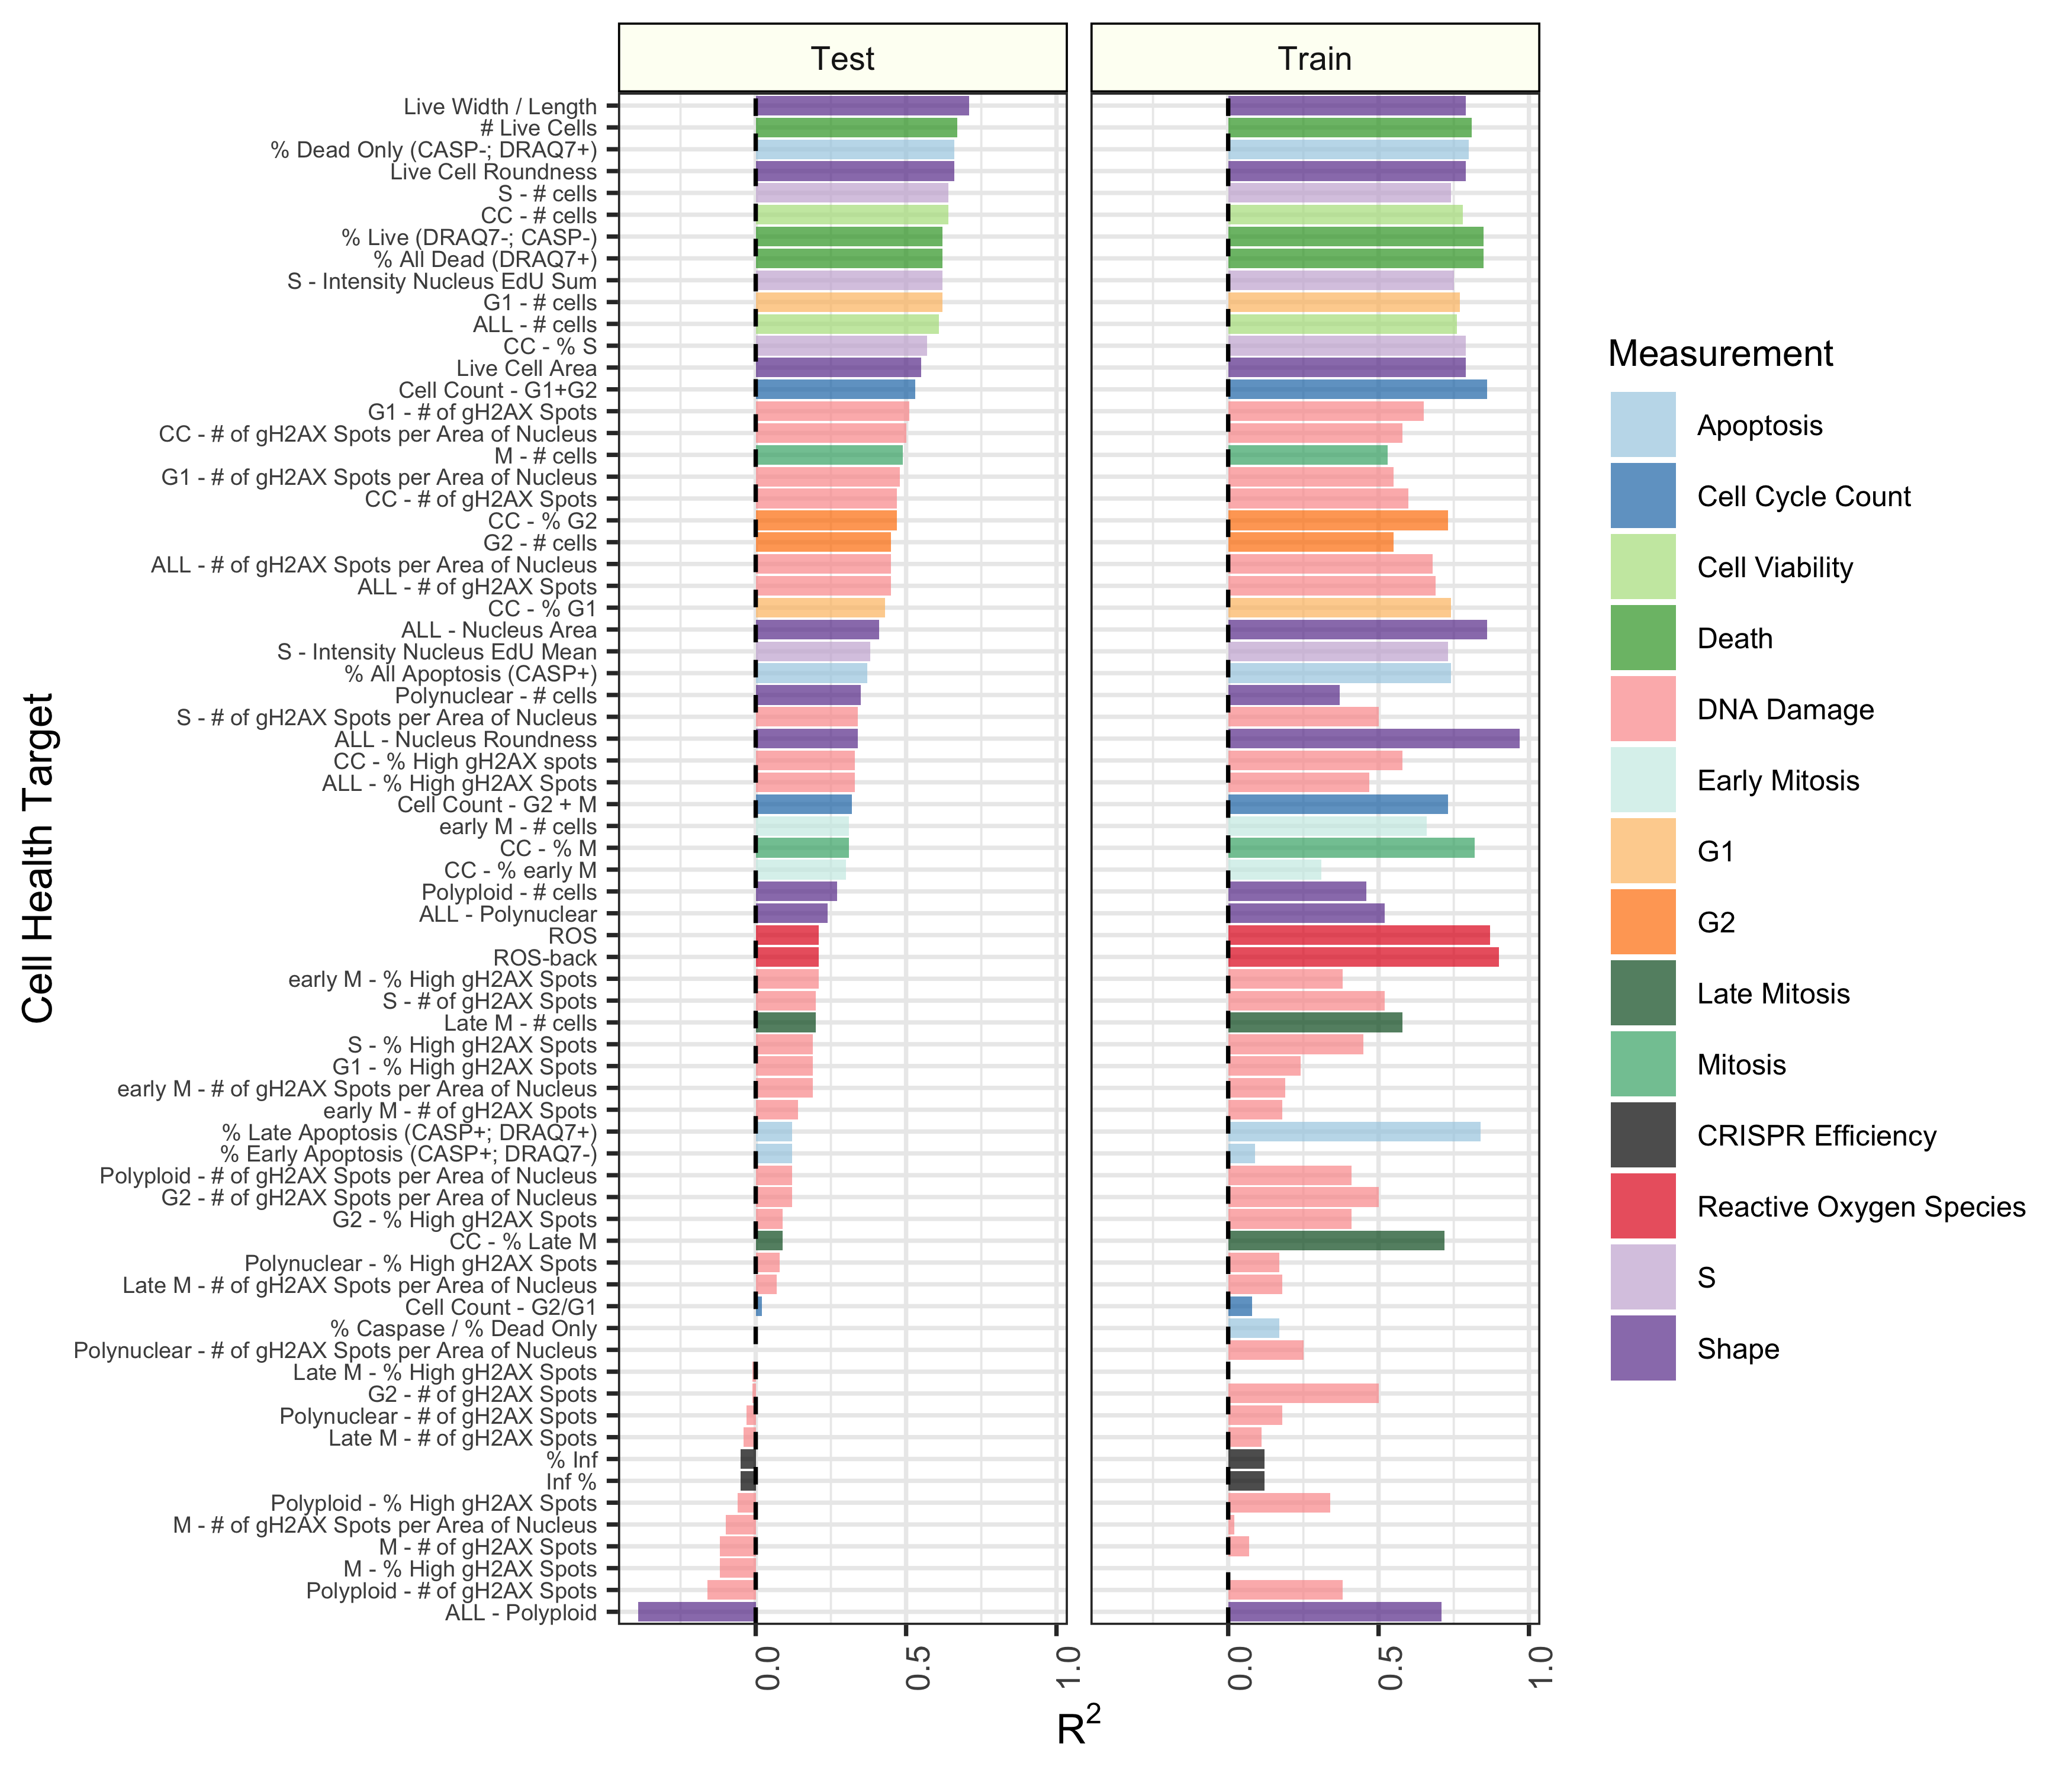 Test
Train
Live Width / Length
# Live Cells
% Dead Only (CASP-; DRAQ7+)
Live Cell Roundness
S - # cells
CC - # cells
% Live (DRAQ7-; CASP-)
% All Dead (DRAQ7+)
S - Intensity Nucleus EdU Sum
G1 - # cells
ALL - # cells
CC - % S
Live Cell Area
Cell Count - G1+G2
G1 - # of gH2AX Spots
CC - # of gH2AX Spots per Area of Nucleus
M - # cells
G1 - # of gH2AX Spots per Area of Nucleus
CC - # of gH2AX Spots
CC - % G2
G2 - # cells
ALL - # of gH2AX Spots per Area of Nucleus
ALL - # of gH2AX Spots
CC - % G1
ALL - Nucleus Area
S - Intensity Nucleus EdU Mean
% All Apoptosis (CASP+)
Polynuclear - # cells
S - # of gH2AX Spots per Area of Nucleus
ALL - Nucleus Roundness
CC - % High gH2AX spots
ALL - % High gH2AX Spots
Cell Count - G2 + M
early M - # cells
CC - % M
CC - % early M
Polyploid - # cells
ALL - Polynuclear
ROS
ROS-back
early M - % High gH2AX Spots
S - # of gH2AX Spots
Late M - # cells
S - % High gH2AX Spots
G1 - % High gH2AX Spots
early M - # of gH2AX Spots per Area of Nucleus
early M - # of gH2AX Spots
% Late Apoptosis (CASP+; DRAQ7+)
% Early Apoptosis (CASP+; DRAQ7-)
Polyploid - # of gH2AX Spots per Area of Nucleus
G2 - # of gH2AX Spots per Area of Nucleus
G2 - % High gH2AX Spots
CC - % Late M
Polynuclear - % High gH2AX Spots
Late M - # of gH2AX Spots per Area of Nucleus
Cell Count - G2/G1
% Caspase / % Dead Only
Polynuclear - # of gH2AX Spots per Area of Nucleus
Late M - % High gH2AX Spots
G2 - # of gH2AX Spots
Polynuclear - # of gH2AX Spots
Late M - # of gH2AX Spots
% Inf
Inf %
Polyploid - % High gH2AX Spots
M - # of gH2AX Spots per Area of Nucleus
M - # of gH2AX Spots
M - % High gH2AX Spots
Polyploid - # of gH2AX Spots
ALL - Polyploid
Cell Health Target
0.0
0.5
1.0
0.0
0.5
1.0
R²
Measurement
Apoptosis
Cell Cycle Count
Cell Viability
Death
DNA Damage
Early Mitosis
G1
G2
Late Mitosis
Mitosis
CRISPR Efficiency
Reactive Oxygen Species
S
Shape